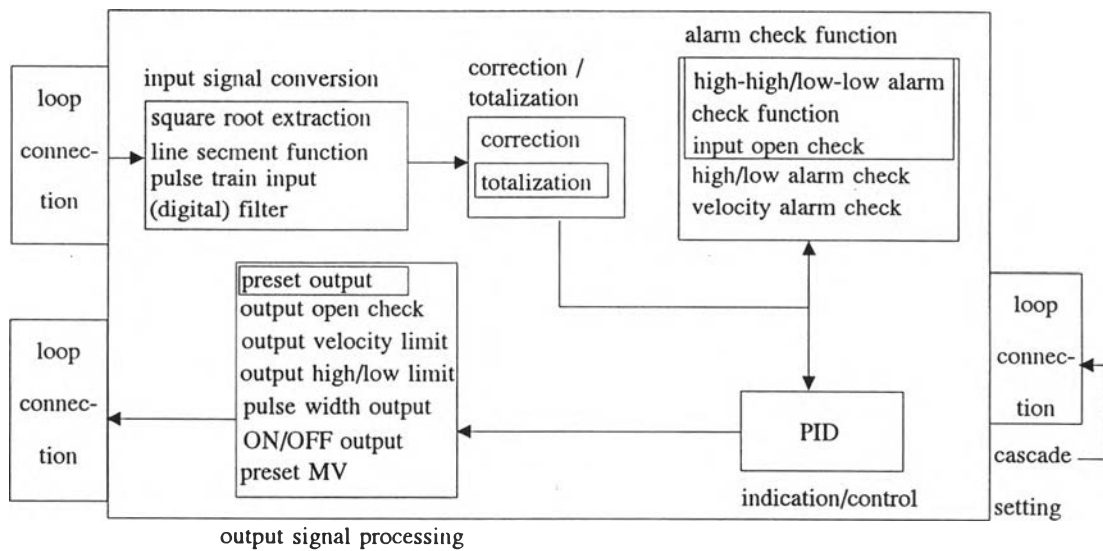 alarm check function
loop
connec-
tion
input signal conversion
square root extraction
line secment function
pulse train input
(digital) filter
correction /
totalization
correction
totalization
high-high/low-low alarm
check function
input open check
high/low alarm check
velocity alarm check
loop
connec-
tion
preset output
output open check
output velocity limit
output high/low limit
pulse width output
ON/OFF output
preset MV
output signal processing
PID
indication/control
loop
connec-
tion
cascade
setting